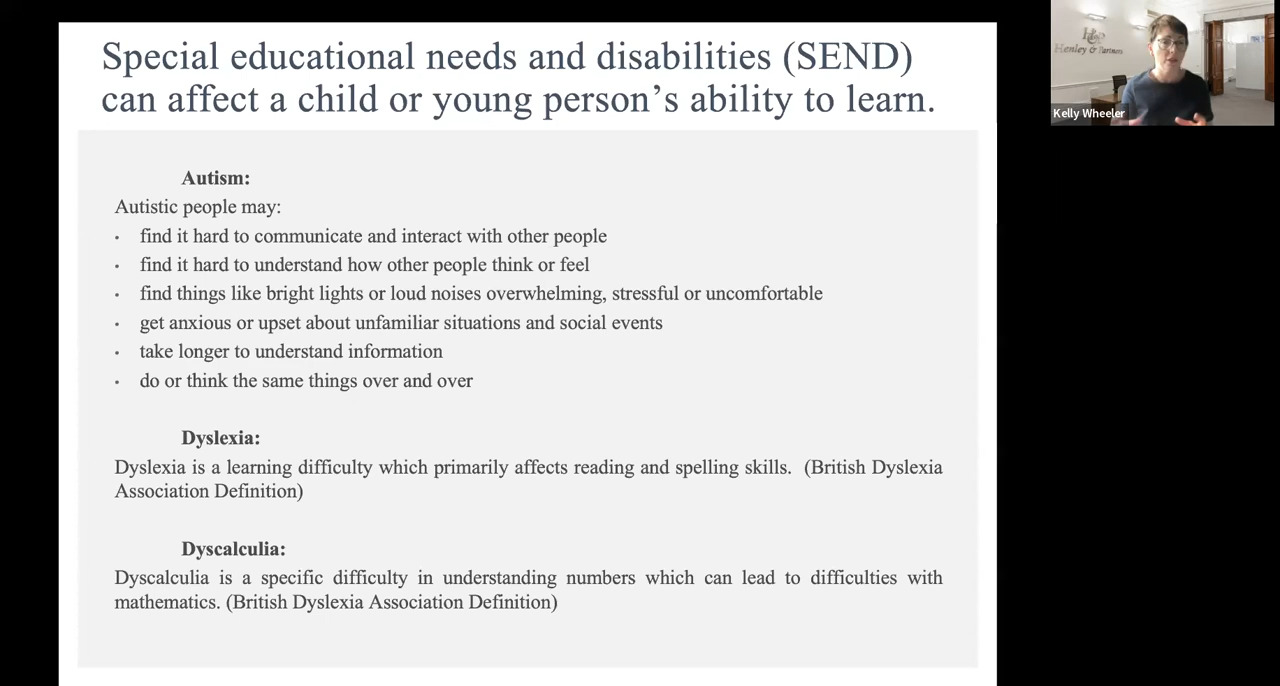 Special educational needs and disabilities (SEND)
can affect a child or young person's ability to learn.
Autism:
Autistic people may:
· find it hard to communicate and interact with other people
· find it hard to understand how other people think or feel
· find things like bright lights or loud noises overwhelming, stressful or uncomfortable
· get anxious or upset about unfamiliar situations and social events
· take longer to understand information
· do or think the same things over and over
Dyslexia:
Dyslexia is a learning difficulty which primarily affects reading and spelling skills. (British Dyslexia
Association Definition)
Dyscalculia:
Dyscalculia is a specific difficulty in understanding numbers which can lead to difficulties with
mathematics. (British Dyslexia Association Definition)
H&P
Henley & Partners
Kelly Wheeler